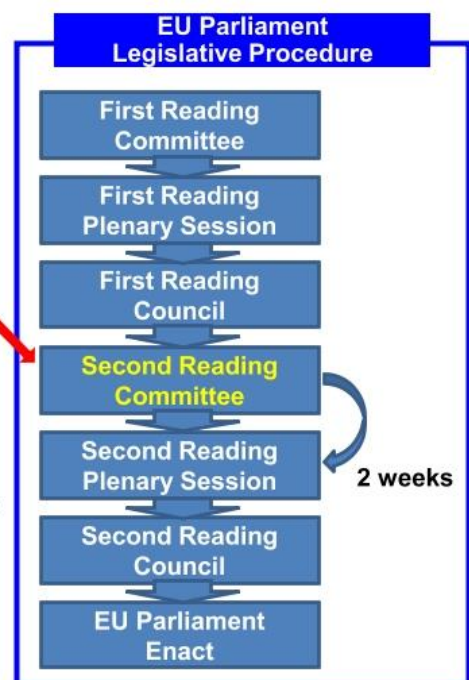 EU Parliament
Legislative Procedure
First Reading
Committee
First Reading
Plenary Session
First Reading
Council
Second Reading
Committee
Second Reading
Plenary Session
2 weeks
Second Reading
Council
EU Parliament
Enact